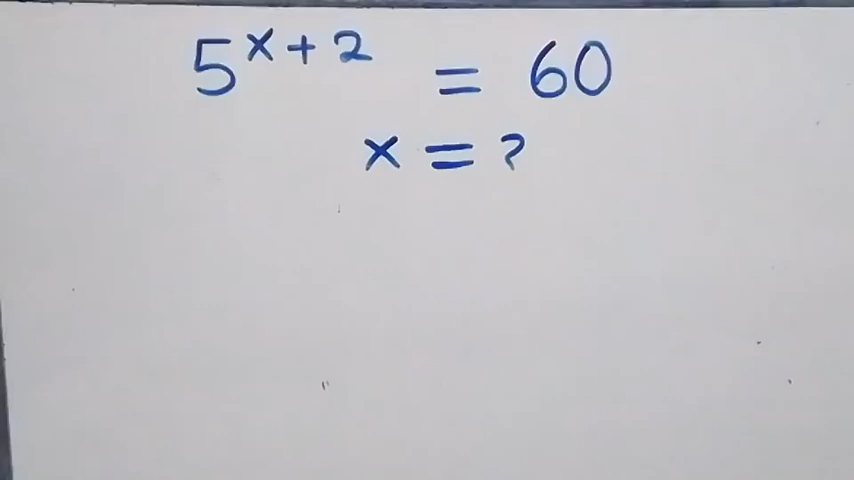 5^{x+2} = 60
x = ?